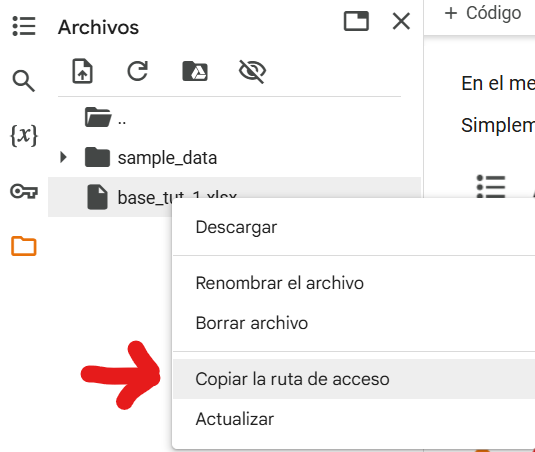 Archivos
+ Código
En el me
Simplem
{x}
..
sample_data
base_tut_1.xlsx
Descargar
Renombrar el archivo
Borrar archivo
Copiar la ruta de acceso
Actualizar